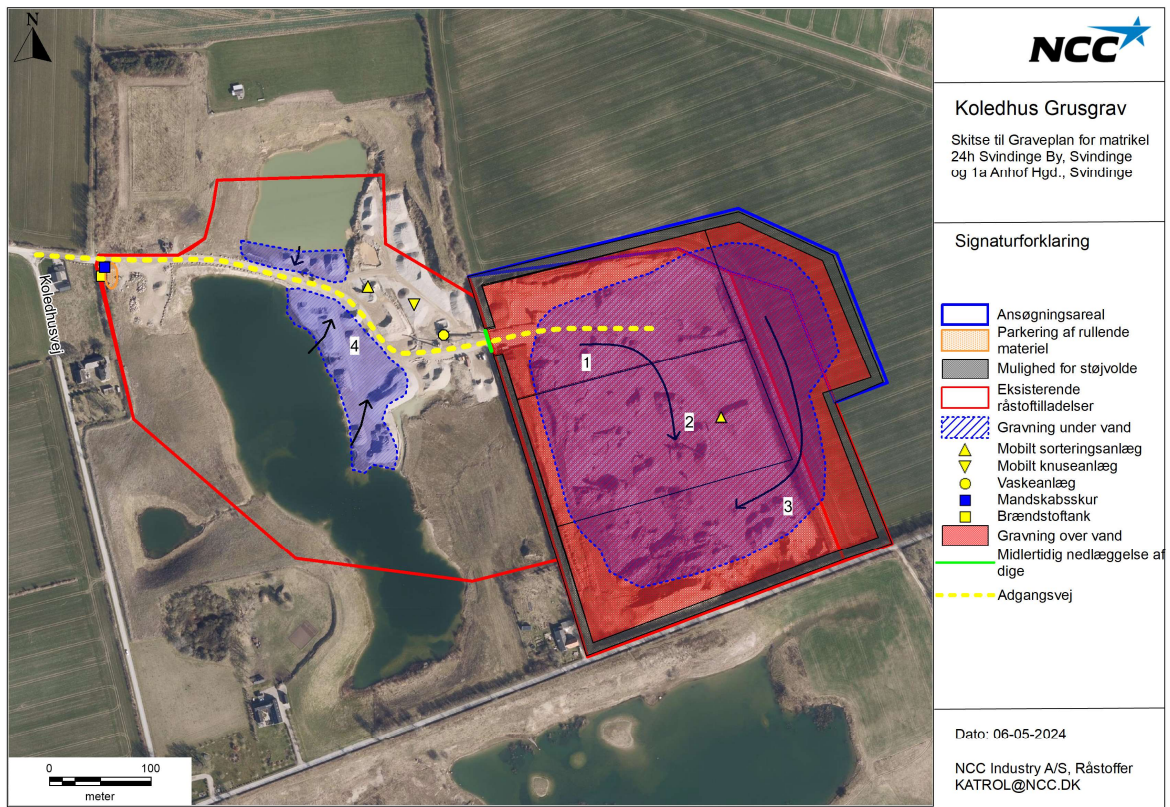 N
NCC
Koledhus Grusgrav
Skitse til Graveplan for matrikel
24h Svindinge By, Svindinge
og 1a Anhof Hgd., Svindinge
Signaturforklaring
Ansøgningsareal
Parkering af rullende
materiel
Mulighed for støjvolde
Eksisterende
råstoftilladelser
Gravning under vand
Mobilt sorteringsanlæg
Mobilt knuseanlæg
Vaskeanlæg
Mandskabsskur
Brændstoftank
Gravning over vand
Midlertidig nedlæggelse af
dige
Adgangsvej
Koledhusvej
1
2
3
4
0 100
meter
Dato: 06-05-2024
NCC Industry A/S, Råstoffer
KATROL@NCC.DK